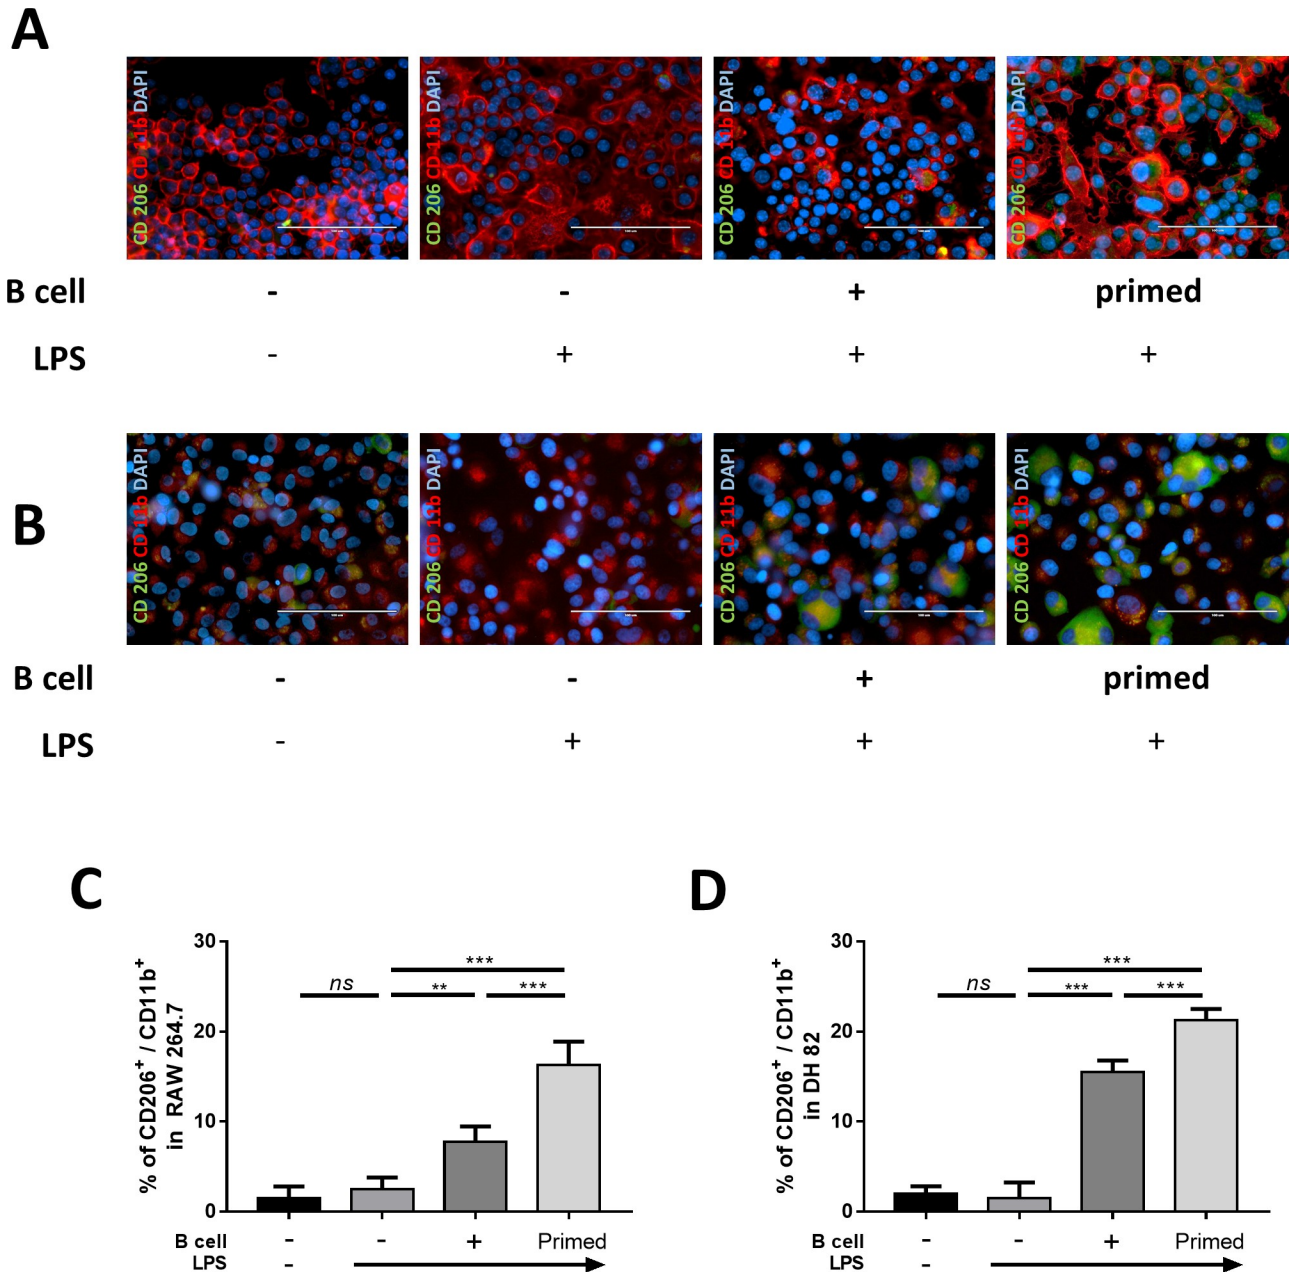 A
CD 206 CD 11b DAPI
CD 206 CD 11b DAPI
CD 206 CD 11b DAPI
CD 206 CD 11b DAPI
B cell - - + primed
LPS - + + +
B
CD 206 CD 11b DAPI
CD 206 CD 11b DAPI
CD 206 CD 11b DAPI
CD 206 CD 11b DAPI
B cell - - + primed
LPS - + + +
C
% of CD206⁺ / CD11b⁺
in RAW 264.7
30
20
10
0
***
ns ** ***
B cell - - + Primed
LPS -
D
% of CD206⁺ / CD11b⁺
in DH 82
30
20
10
0
***
ns *** ***
B cell - - + Primed
LPS -